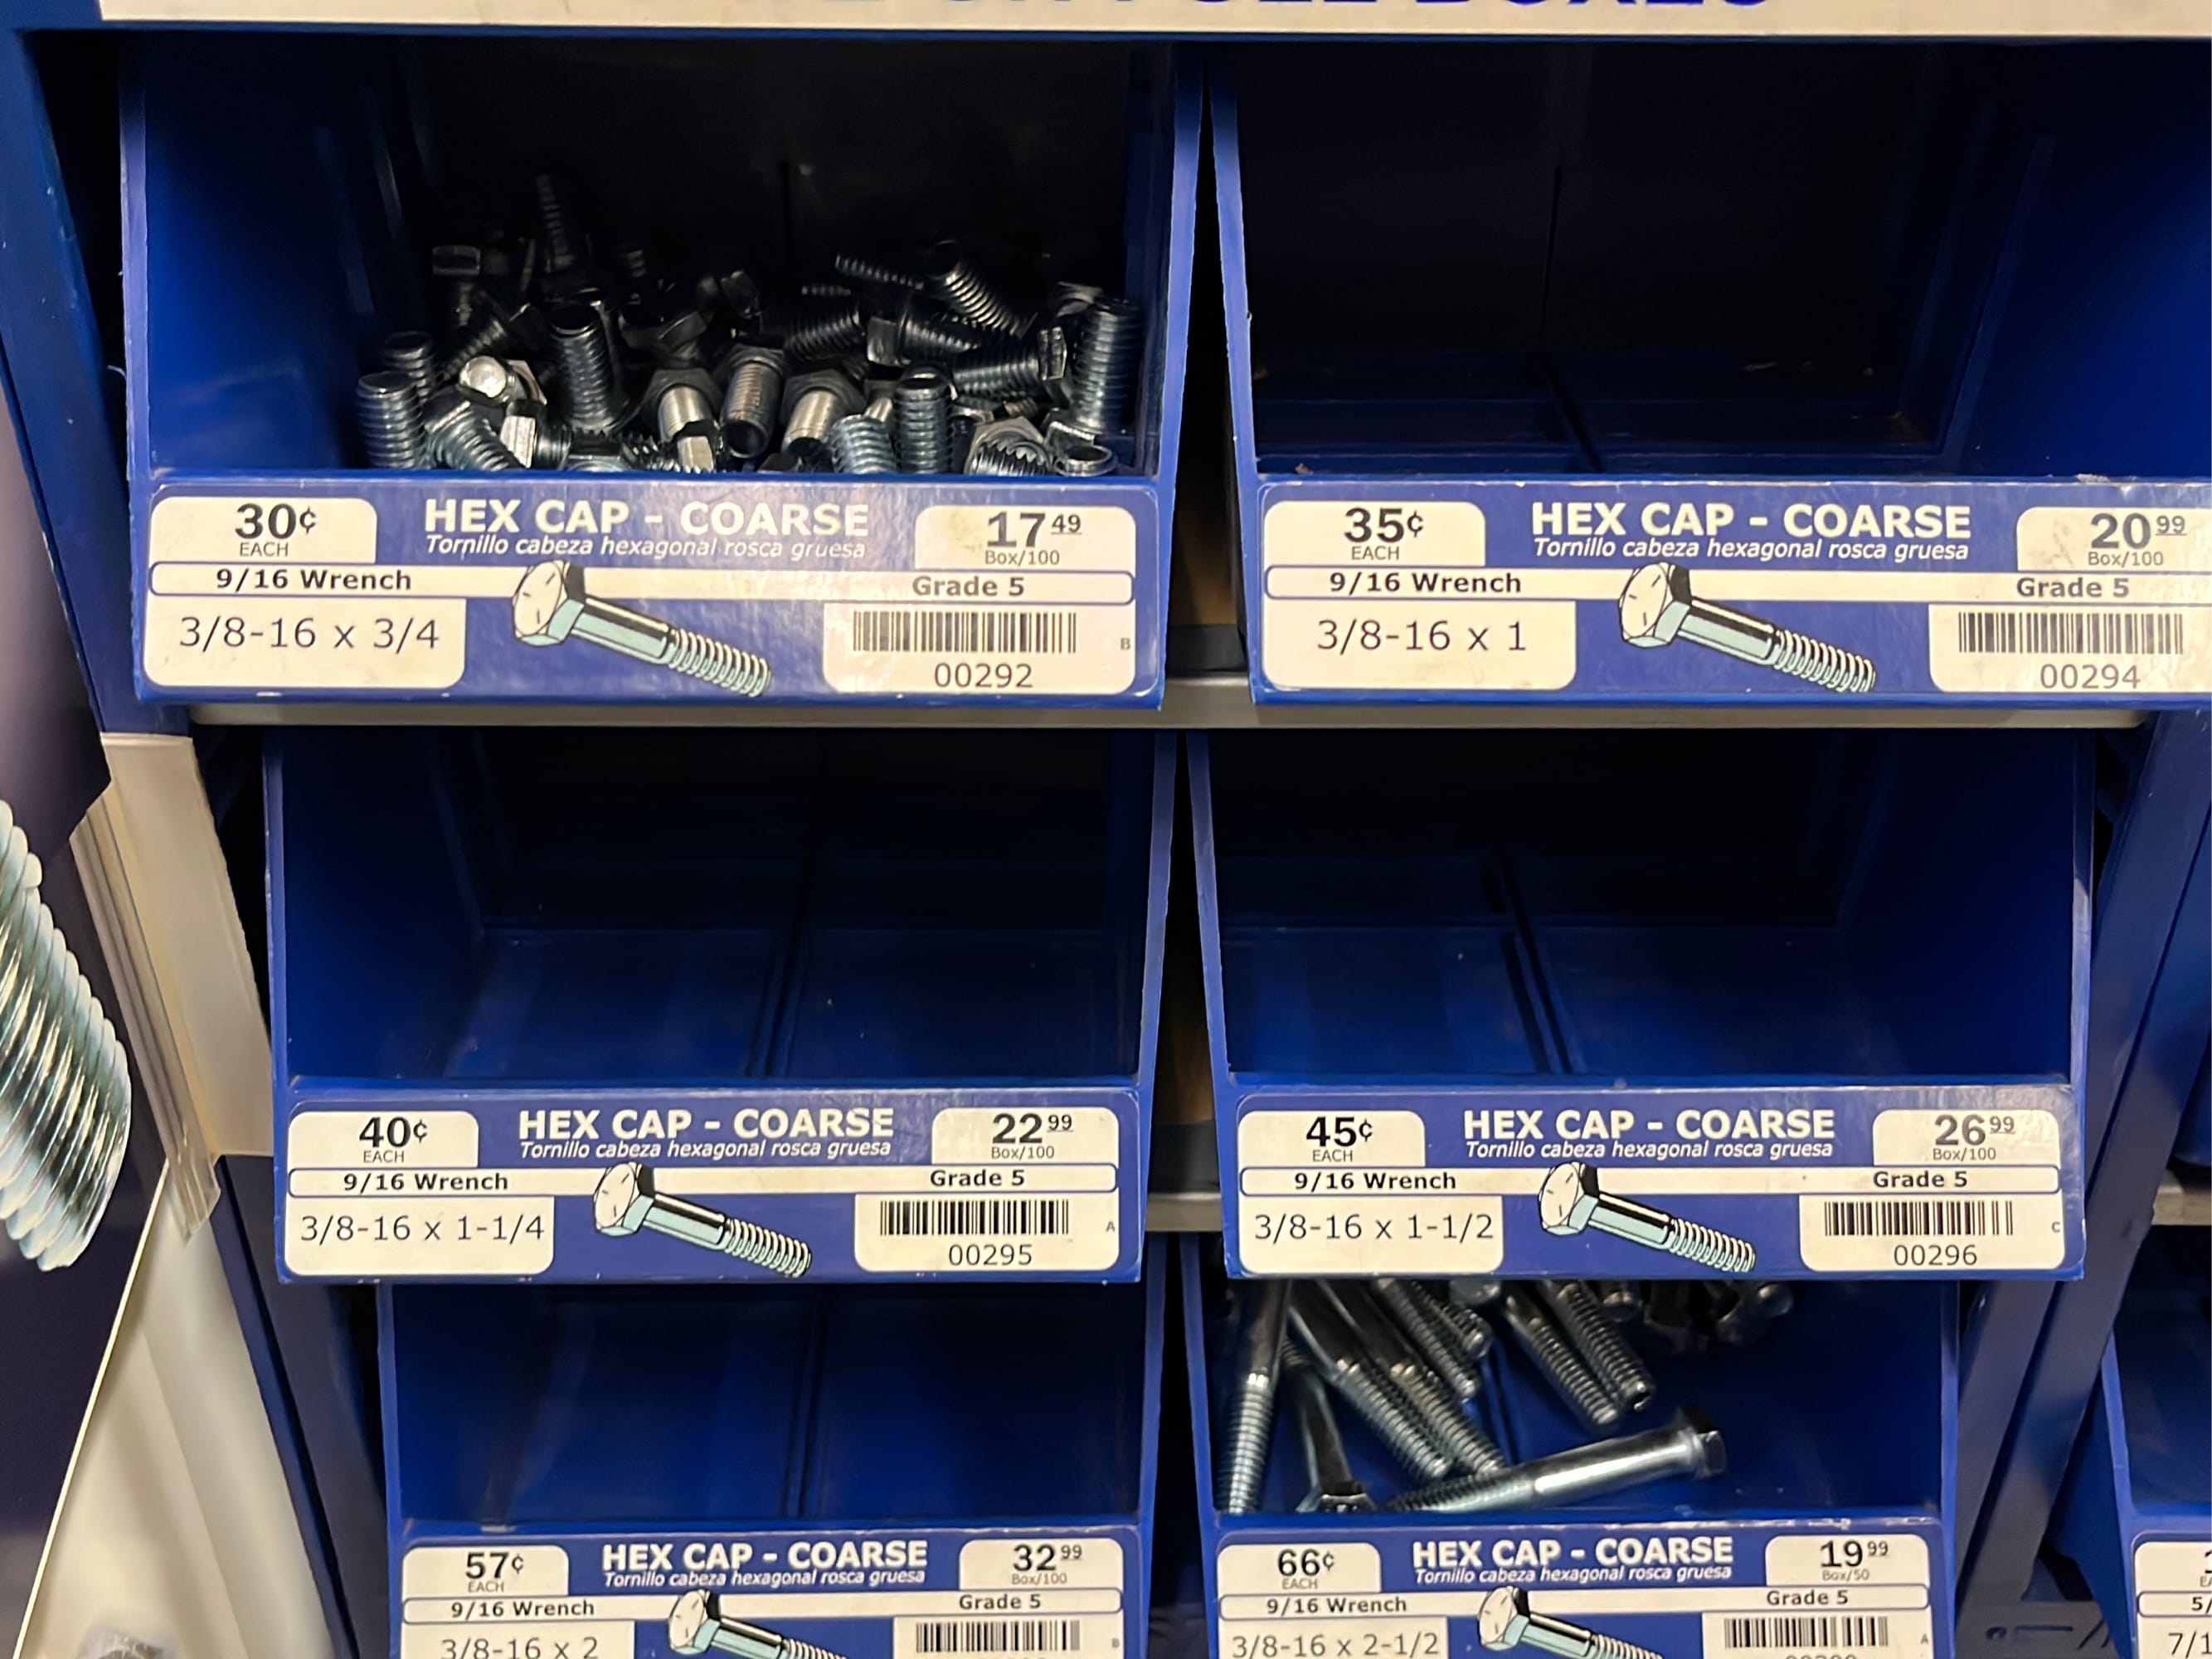 30¢
EACH
HEX CAP - COARSE
Tornillo cabeza hexagonal rosca gruesa
17 49
Box/100
9/16 Wrench
Grade 5
3/8-16 x 3/4
00292
B
35¢
EACH
HEX CAP - COARSE
Tornillo cabeza hexagonal rosca gruesa
20 99
Box/100
9/16 Wrench
Grade 5
3/8-16 x 1
00294
40¢
EACH
HEX CAP - COARSE
Tornillo cabeza hexagonal rosca gruesa
22 99
Box/100
9/16 Wrench
Grade 5
3/8-16 x 1-1/4
00295
A
45¢
EACH
HEX CAP - COARSE
Tornillo cabeza hexagonal rosca gruesa
26 99
Box/100
9/16 Wrench
Grade 5
3/8-16 x 1-1/2
00296
C
57¢
EACH
HEX CAP - COARSE
Tornillo cabeza hexagonal rosca gruesa
32 99
Box/100
9/16 Wrench
Grade 5
3/8-16 x 2
B
66¢
EACH
HEX CAP - COARSE
Tornillo cabeza hexagonal rosca gruesa
19 99
Box/50
9/16 Wrench
Grade 5
3/8-16 x 2-1/2
A